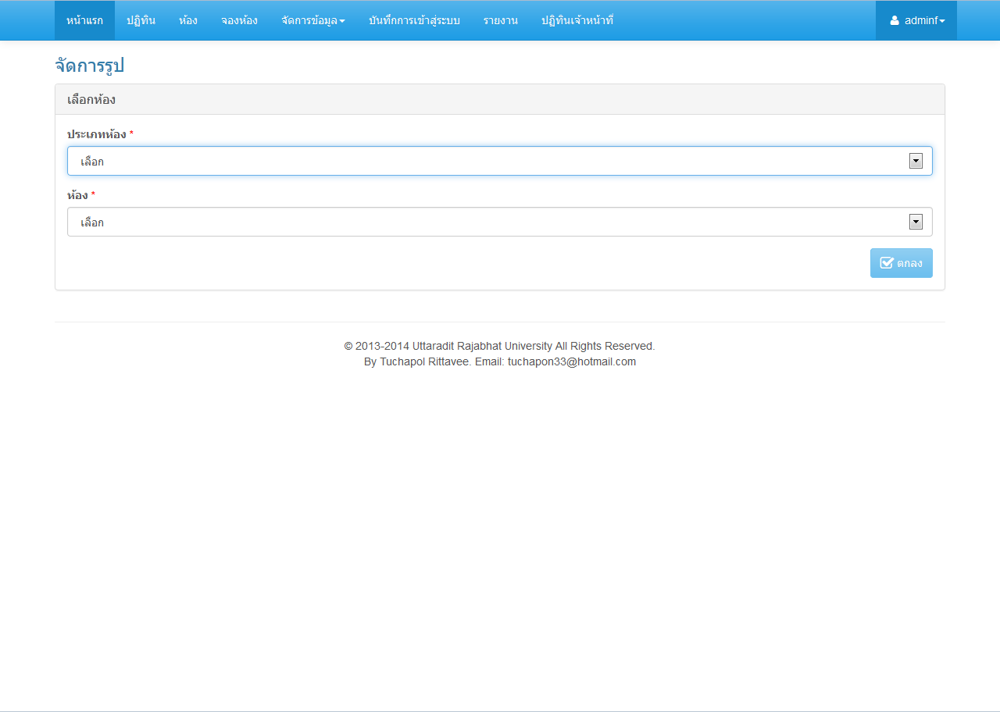 หน้าแรก ปฏิทิน ห้อง จองห้อง จัดการข้อมูล บันทึกการเข้าสู่ระบบ รายงาน ปฏิทินเจ้าหน้าที่ adminf
จัดการรูป
เลือกห้อง
ประเภทห้อง *
เลือก
ห้อง *
เลือก
ตกลง
© 2013-2014 Uttaradit Rajabhat University All Rights Reserved.
By Tuchapol Rittavee. Email: tuchapon33@hotmail.com